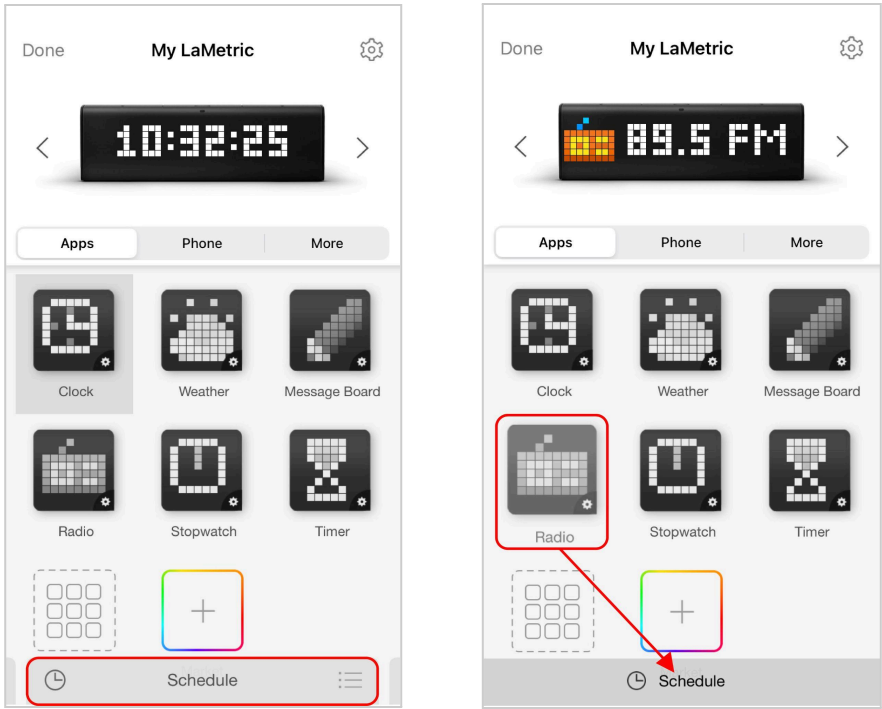 Done My LaMetric
10:32:25
Apps Phone More
Clock Weather Message Board
Radio Stopwatch Timer
Schedule
Done My LaMetric
89.5 FM
Apps Phone More
Clock Weather Message Board
Radio Stopwatch Timer
Schedule